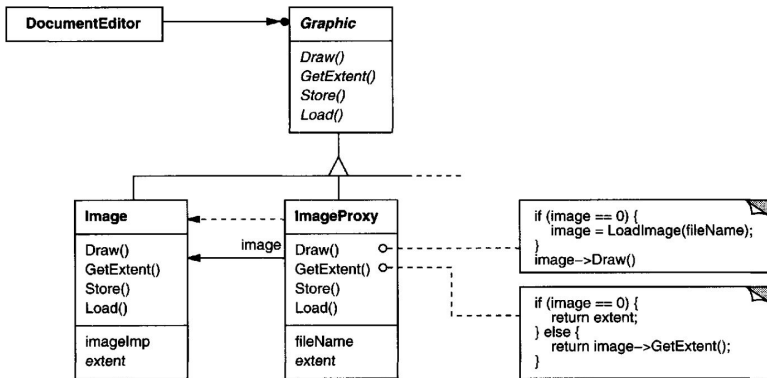 DocumentEditor
Graphic
Draw()
GetExtent()
Store()
Load()
Image
Draw()
GetExtent()
Store()
Load()
imageImp
extent
image
ImageProxy
Draw()
GetExtent()
Store()
Load()
fileName
extent
if (image == 0) {
image = LoadImage(fileName);
}
image–>Draw()
if (image == 0) {
return extent;
} else {
return image–>GetExtent();
}